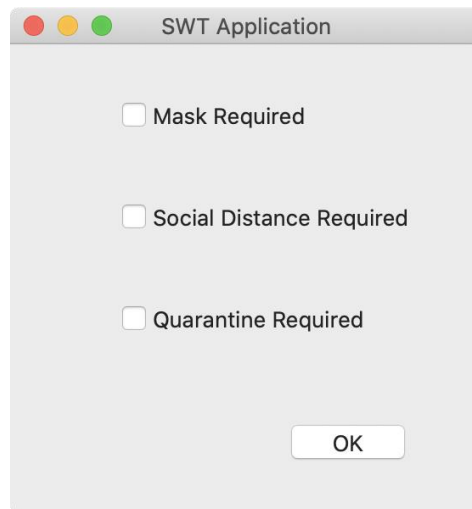 SWT Application
Mask Required
Social Distance Required
Quarantine Required
OK